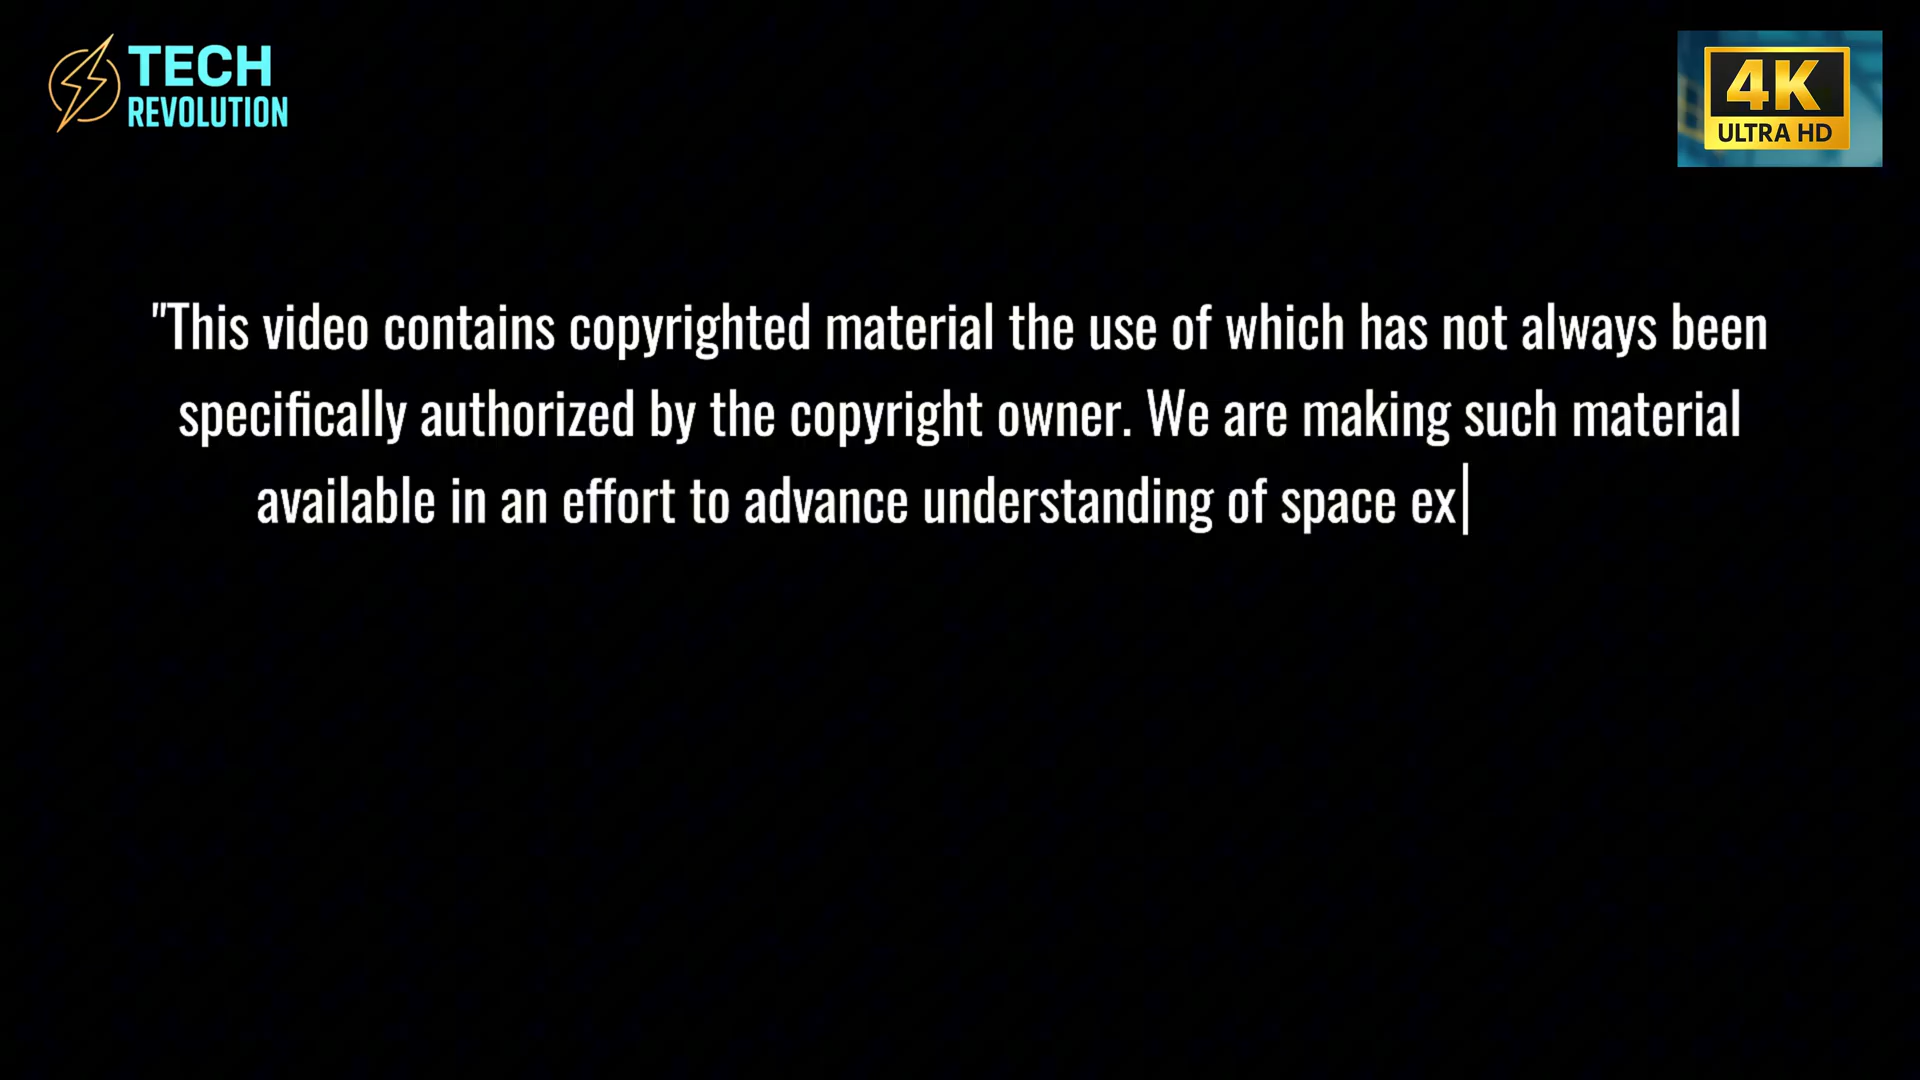 TECH
REVOLUTION
4K
ULTRA HD
"This video contains copyrighted material the use of which has not always been
specifically authorized by the copyright owner. We are making such material
available in an effort to advance understanding of space ex